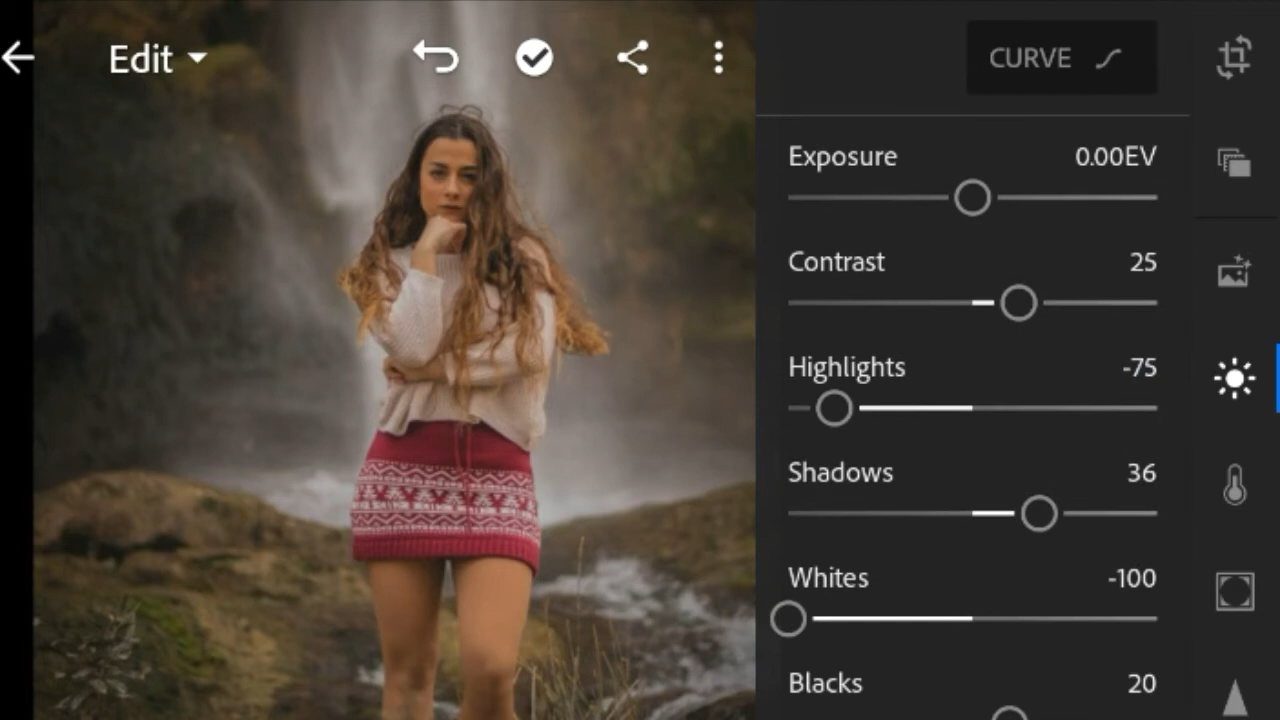 Edit
CURVE
Exposure 0.00EV
Contrast 25
Highlights -75
Shadows 36
Whites -100
Blacks 20